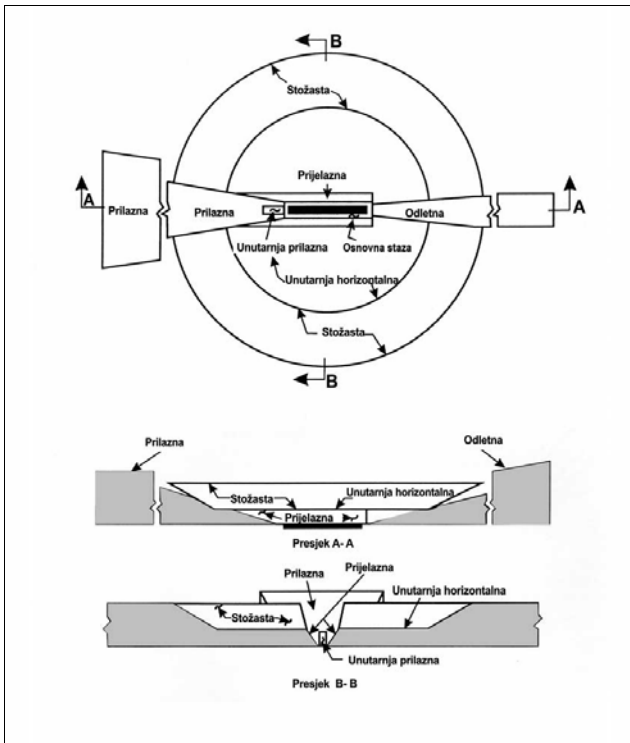 B
Stožasta
A
Prilazna
Prilazna
Prijelazna
Odletna
A
Unutarnja prilazna
Osnovna staza
Unutarnja horizontalna
Stožasta
B
Prilazna
Odletna
Stožasta
Unutarnja horizontalna
Prijelazna
Presjek A- A
Prilazna
Prijelazna
Unutarnja horizontalna
Stožasta
Unutarnja prilazna
Presjek B- B